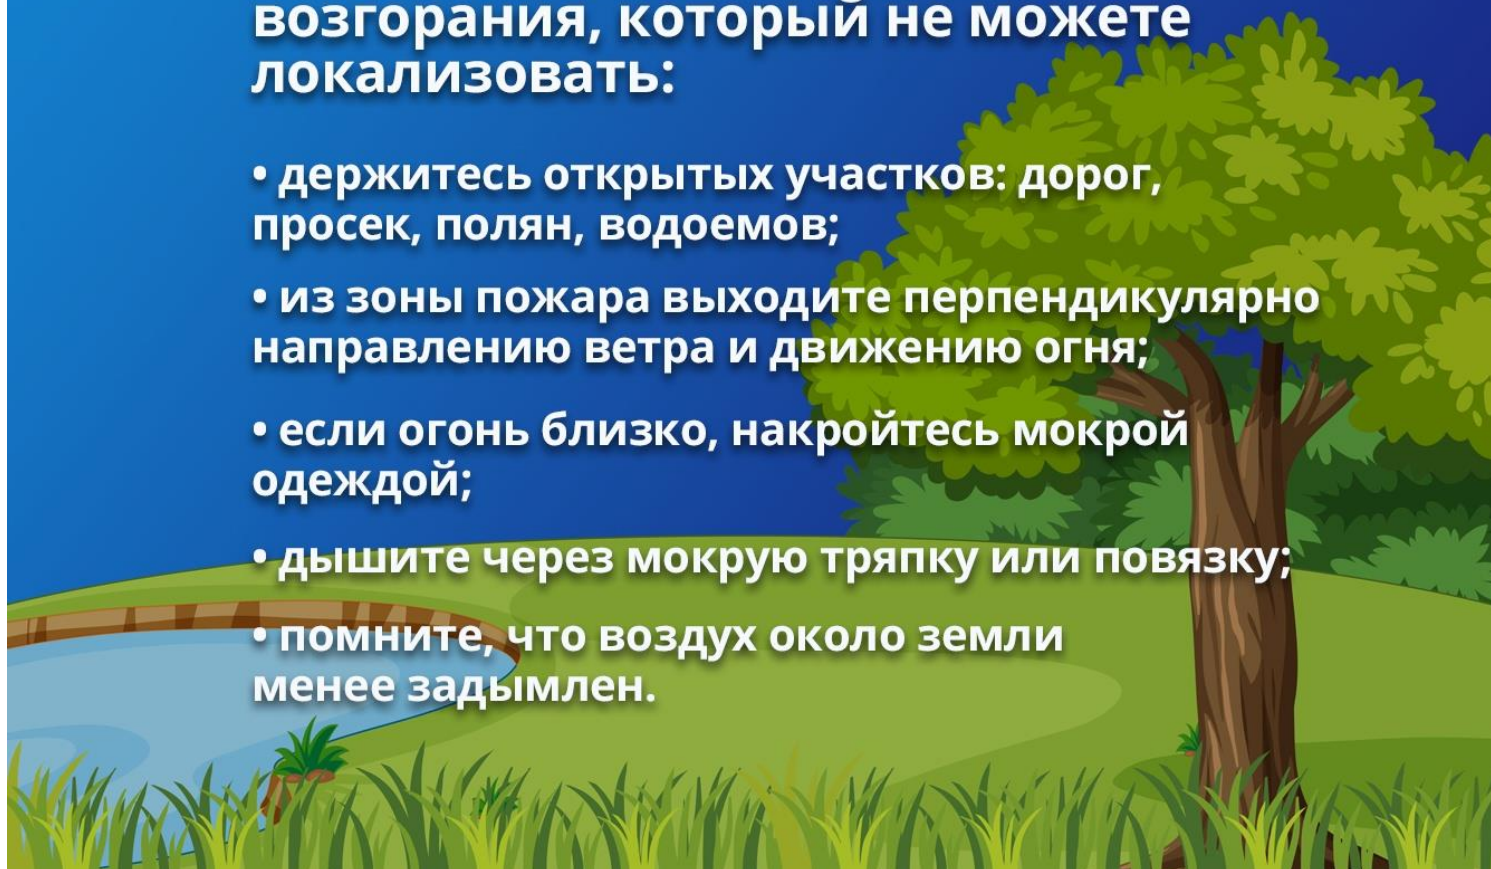 возгорания, который не можете
локализовать:
• держитесь открытых участков: дорог,
просек, полян, водоемов;
• из зоны пожара выходите перпендикулярно
направлению ветра и движению огня;
• если огонь близко, накройтесь мокрой
одеждой;
• дышите через мокрую тряпку или повязку;
• помните, что воздух около земли
менее задымлен.